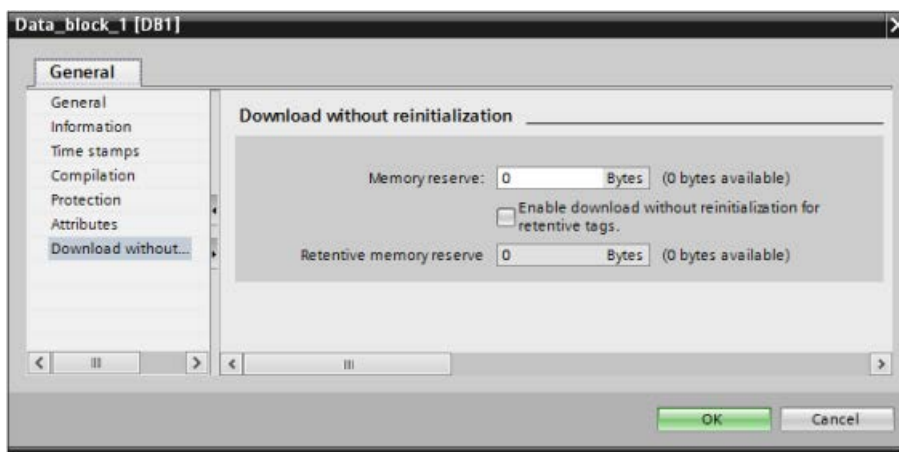 Data_block_1 [DB1]
General
General
Information
Time stamps
Compilation
Protection
Attributes
Download without...
Download without reinitialization
Memory reserve: 0 Bytes (0 bytes available)
Enable download without reinitialization for
retentive tags.
Retentive memory reserve 0 Bytes (0 bytes available)
OK Cancel